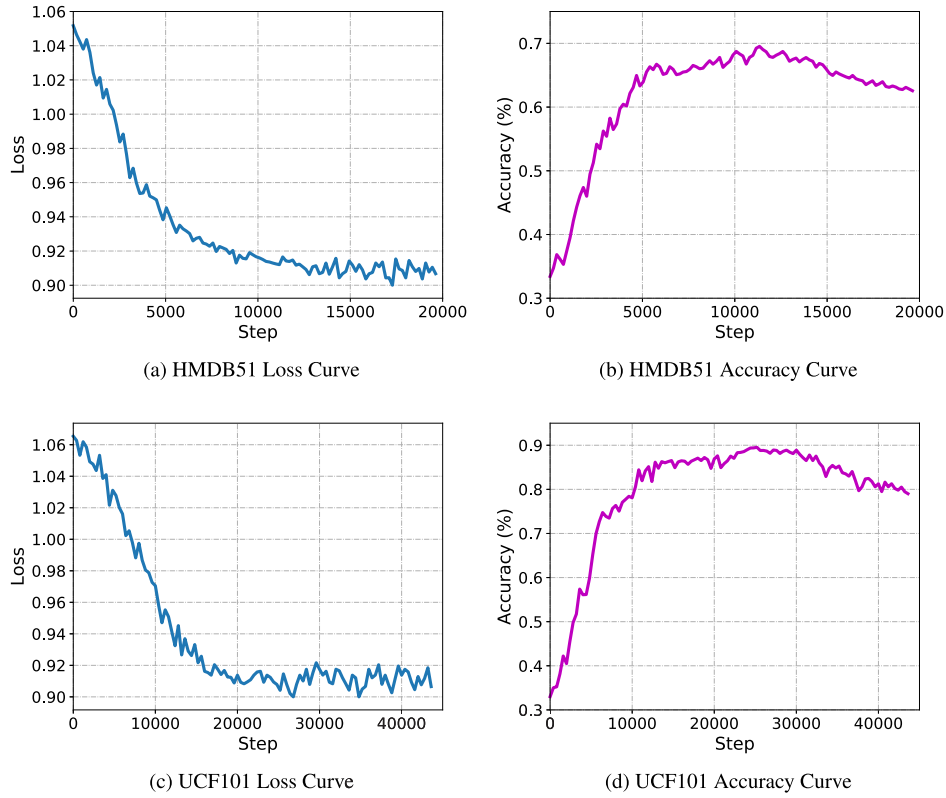 1.06
1.04
1.02
1.00
0.98
0.96
0.94
0.92
0.90
Loss
0 5000 10000 15000 20000
Step
(a) HMDB51 Loss Curve
0.7
0.6
0.5
0.4
0.3
Accuracy (%)
0 5000 10000 15000 20000
Step
(b) HMDB51 Accuracy Curve
1.06
1.04
1.02
1.00
0.98
0.96
0.94
0.92
0.90
Loss
0 10000 20000 30000 40000
Step
(c) UCF101 Loss Curve
0.9
0.8
0.7
0.6
0.5
0.4
0.3
Accuracy (%)
0 10000 20000 30000 40000
Step
(d) UCF101 Accuracy Curve